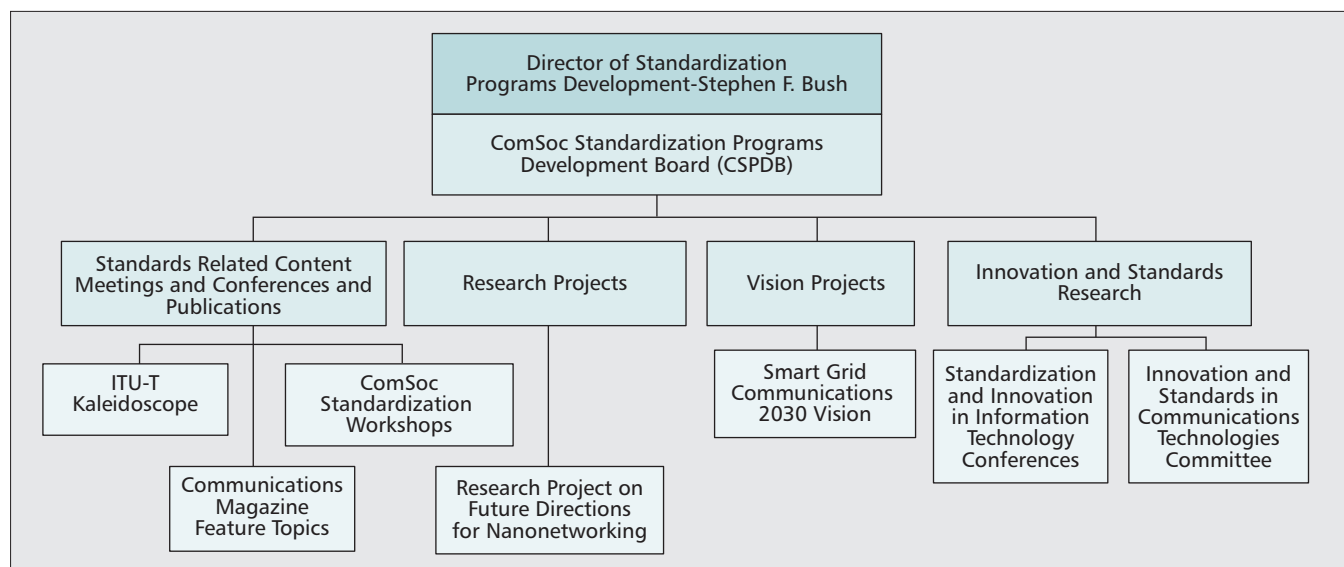 Director of Standardization
Programs Development-Stephen F. Bush
ComSoc Standardization Programs
Development Board (CSPDB)
Standards Related Content
Meetings and Conferences and
Publications
Research Projects
Vision Projects
Innovation and Standards
Research
ITU-T
Kaleidoscope
ComSoc
Standardization
Workshops
Communications
Magazine
Feature Topics
Research Project on
Future Directions
for Nanonetworking
Smart Grid
Communications
2030 Vision
Standardization
and Innovation
in Information
Technology
Conferences
Innovation and
Standards in
Communications
Technologies
Committee